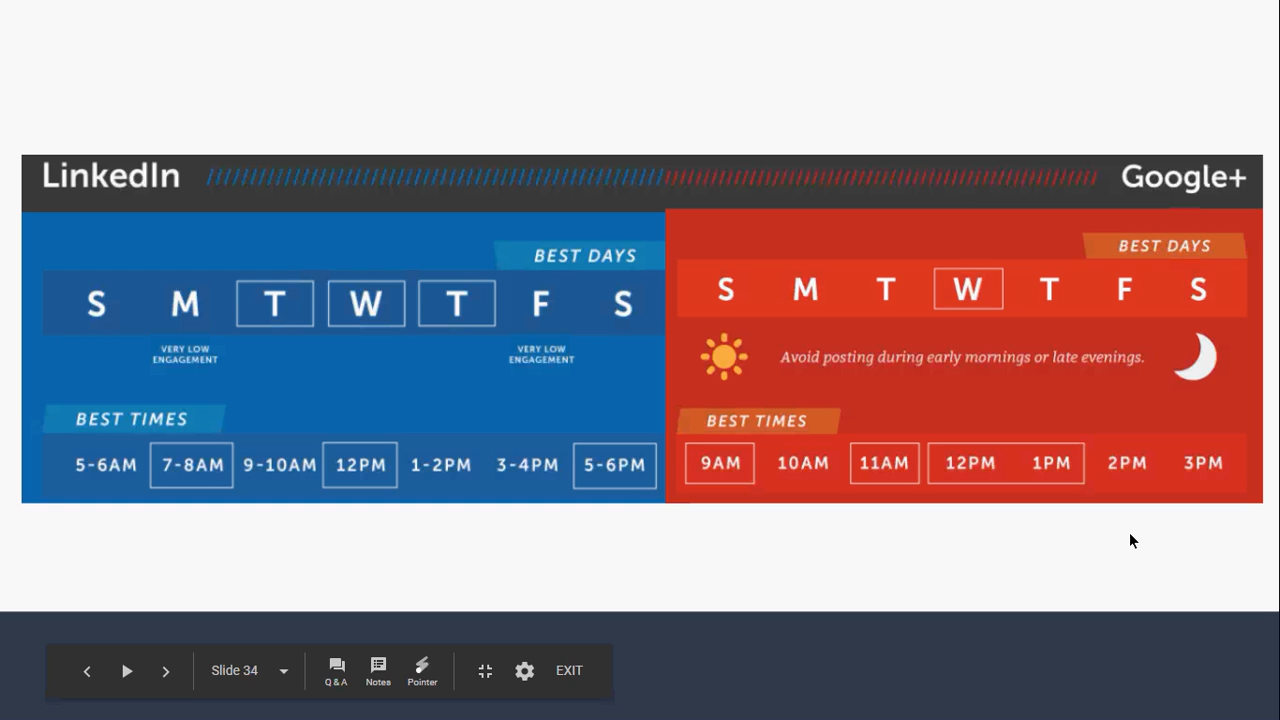 LinkedIn
Google+
BEST DAYS
S M T W T F S
VERY LOW
ENGAGEMENT
VERY LOW
ENGAGEMENT
BEST TIMES
5-6AM 7-8AM 9-10AM 12PM 1-2PM 3-4PM 5-6PM
BEST DAYS
S M T W T F S
Avoid posting during early mornings or late evenings.
BEST TIMES
9AM 10AM 11AM 12PM 1PM 2PM 3PM
Slide 34
Q & A
Notes
Pointer
EXIT